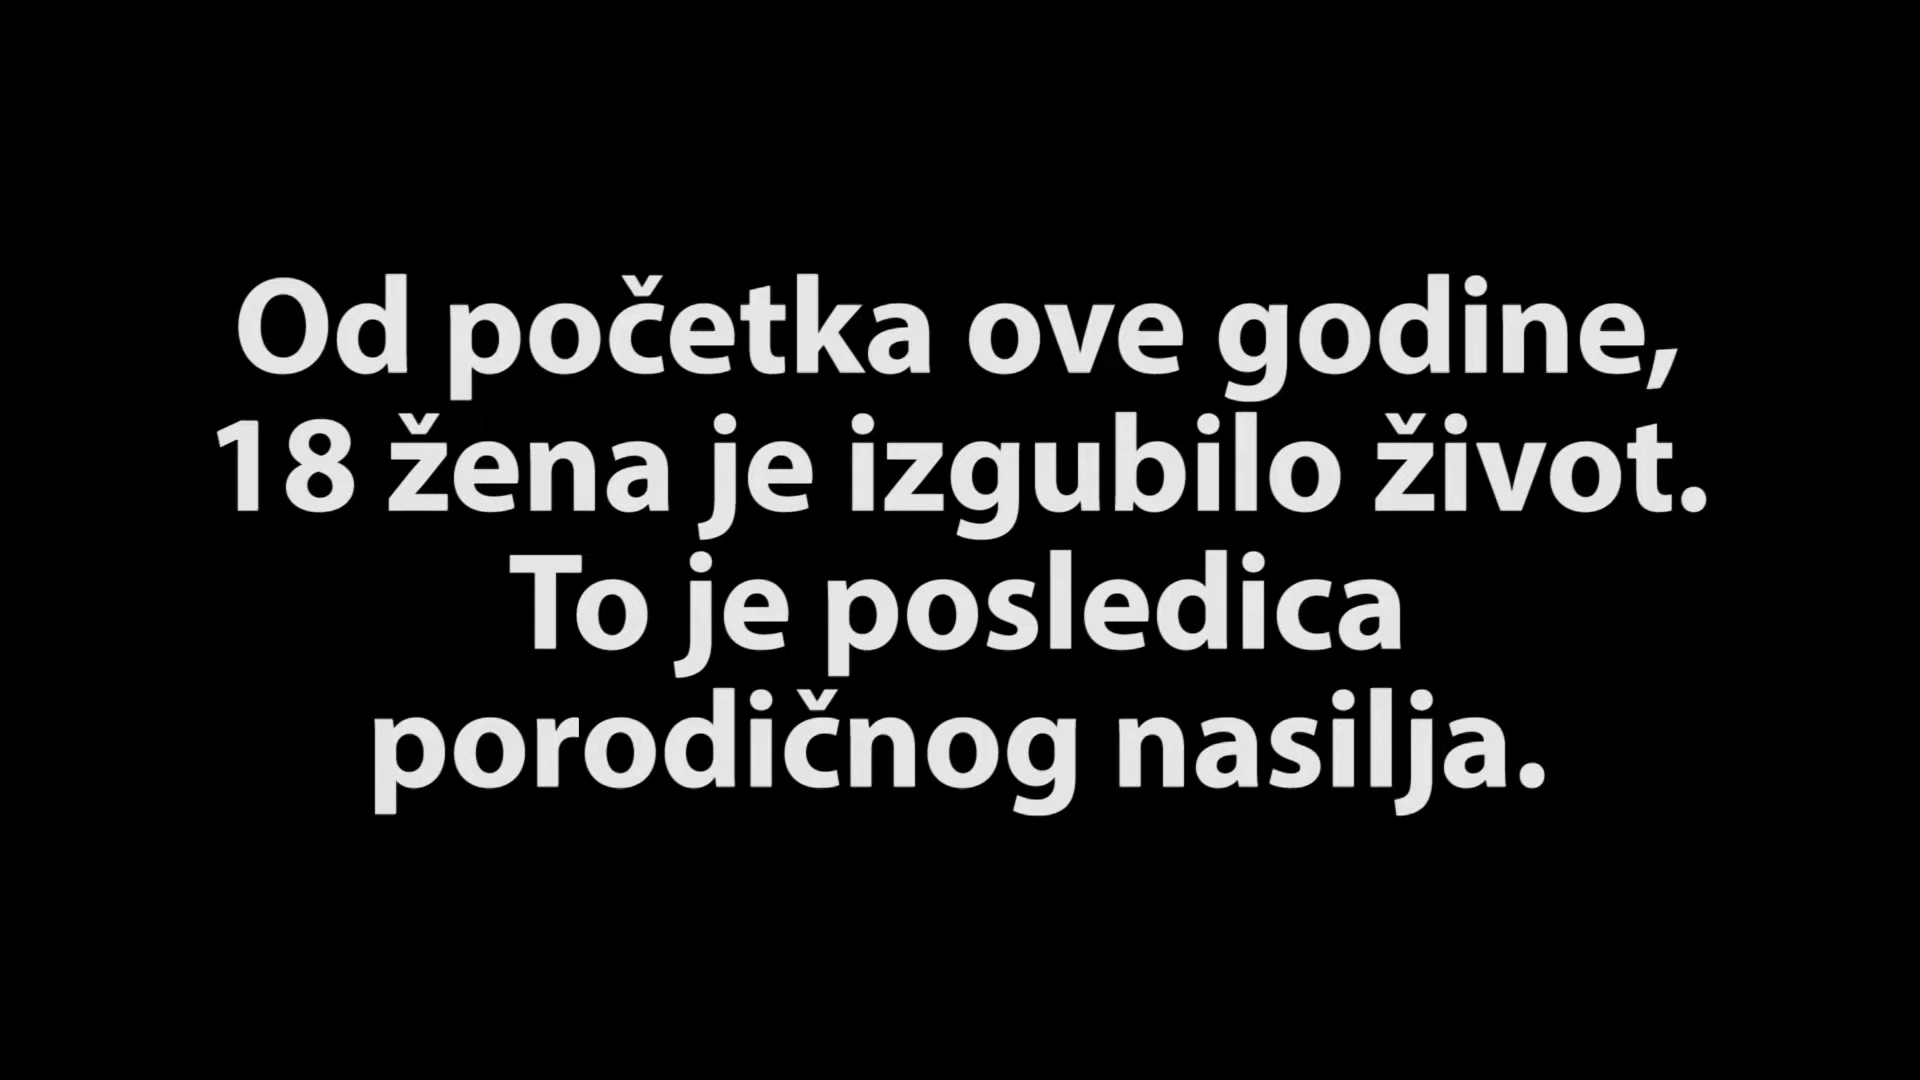 Od početka ove godine,
18 žena je izgubilo život.
To je posledica
porodičnog nasilja.